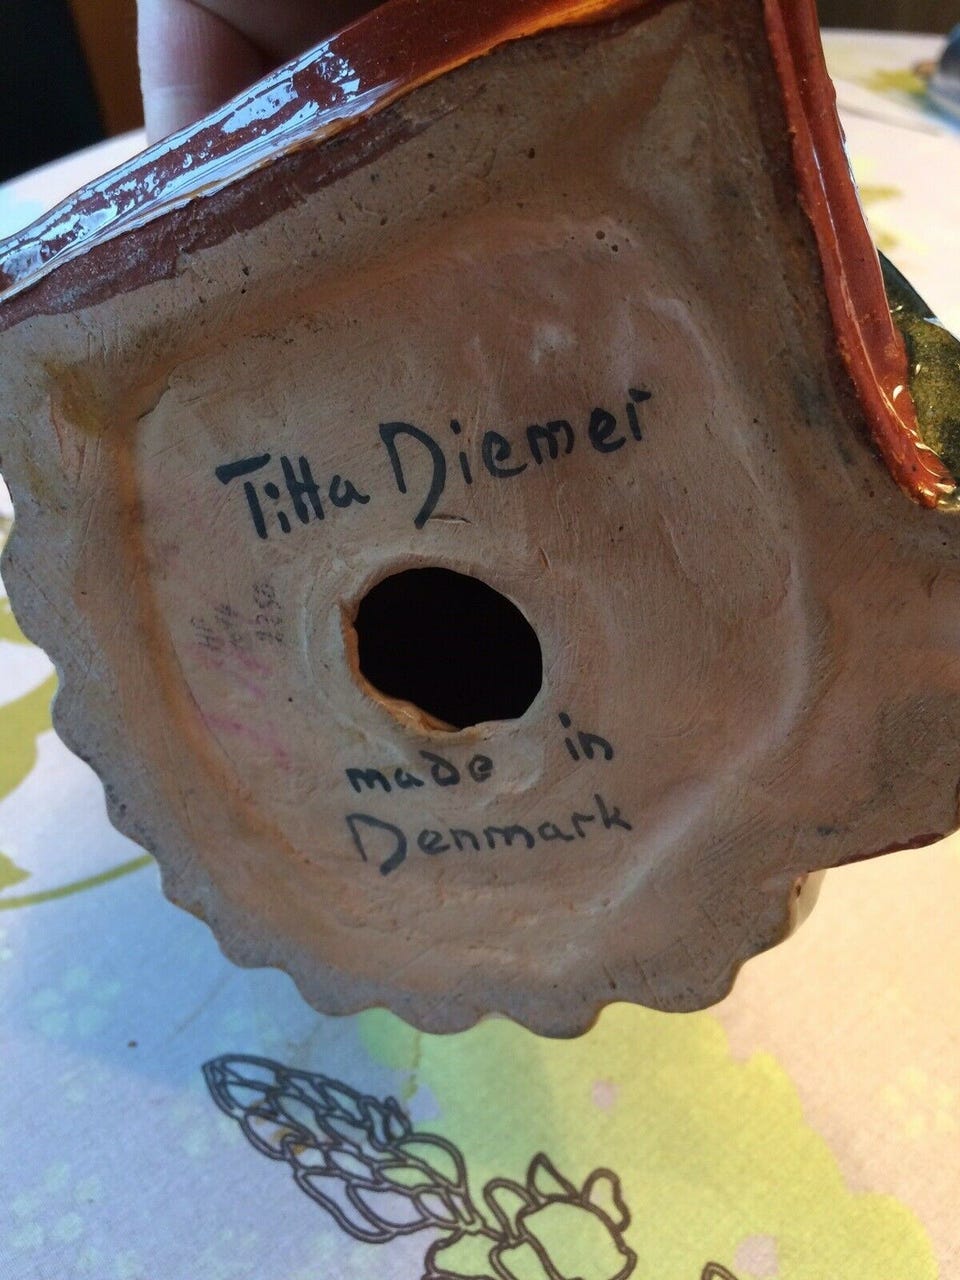 Titta Diemer
made in
Denmark